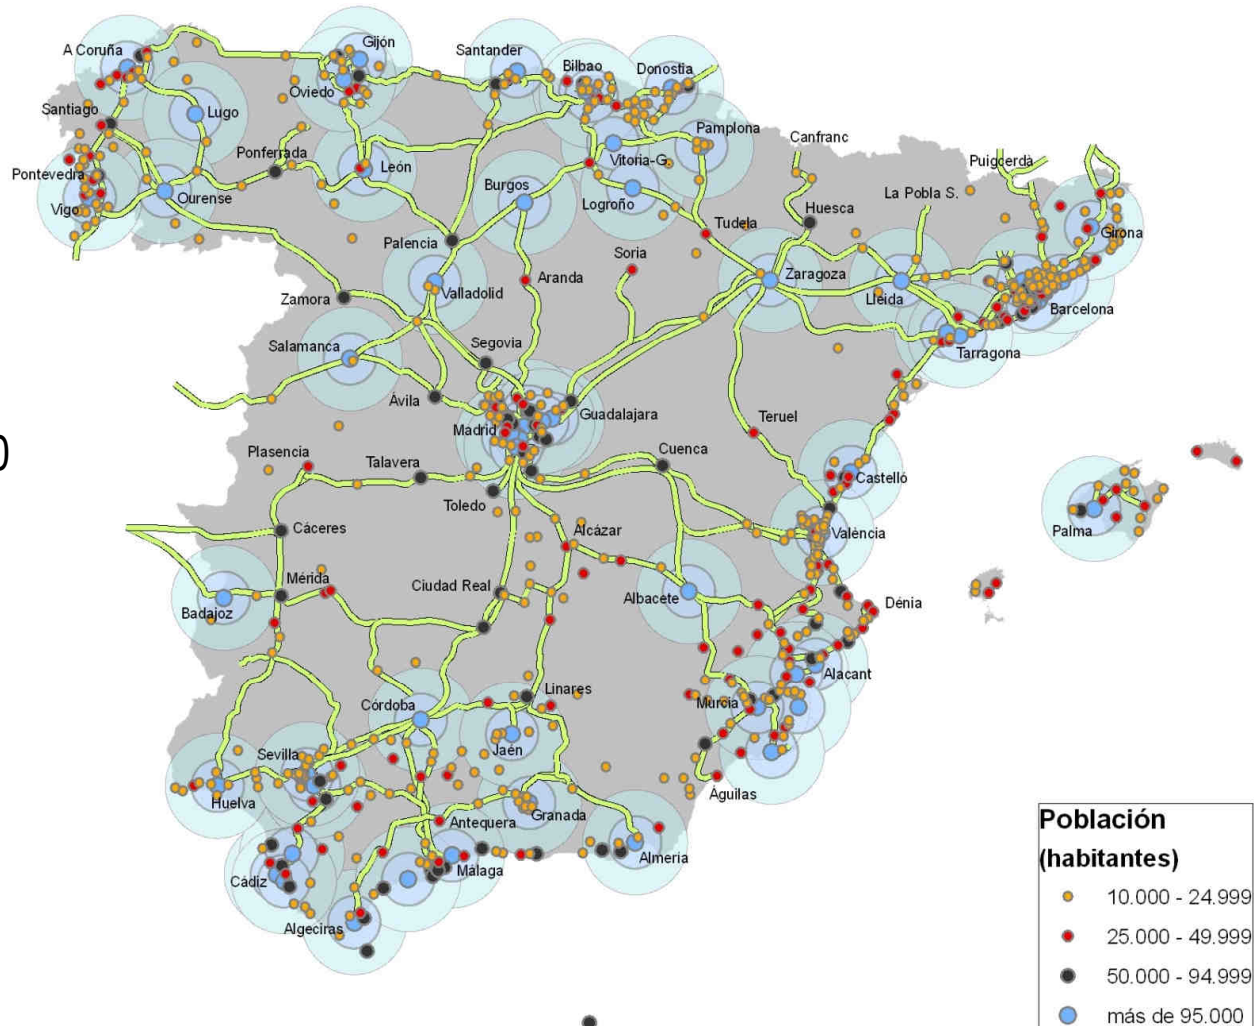 Gijón
A Coruña
Santander
Bilbao
Donostia
Oviedo
Santiago
Lugo
Pamplona
Canfranc
Ponferrada
León
Vitoria-G.
Puigcerdà
Pontevedra
Vigo
Ourense
Burgos
Logroño
La Pobla S.
Huesca
Tudela
Girona
Palencia
Soria
Aranda
Zaragoza
Zamora
Valladolid
Lleida
Barcelona
Salamanca
Segovia
Tarragona
Ávila
Guadalajara
Madrid
Teruel
)
Plasencia
Talavera
Cuenca
Castelló
Toledo
Cáceres
Alcázar
València
Palma
Mérida
Ciudad Real
Albacete
Dénia
Badajoz
Alacant
Linares
Murcia
Córdoba
Sevilla
Jaén
Águilas
Huelva
Granada
Antequera
Almería
Cádiz
Málaga
Algeciras
Población
(habitantes)
10.000 - 24.999
25.000 - 49.999
50.000 - 94.999
más de 95.000